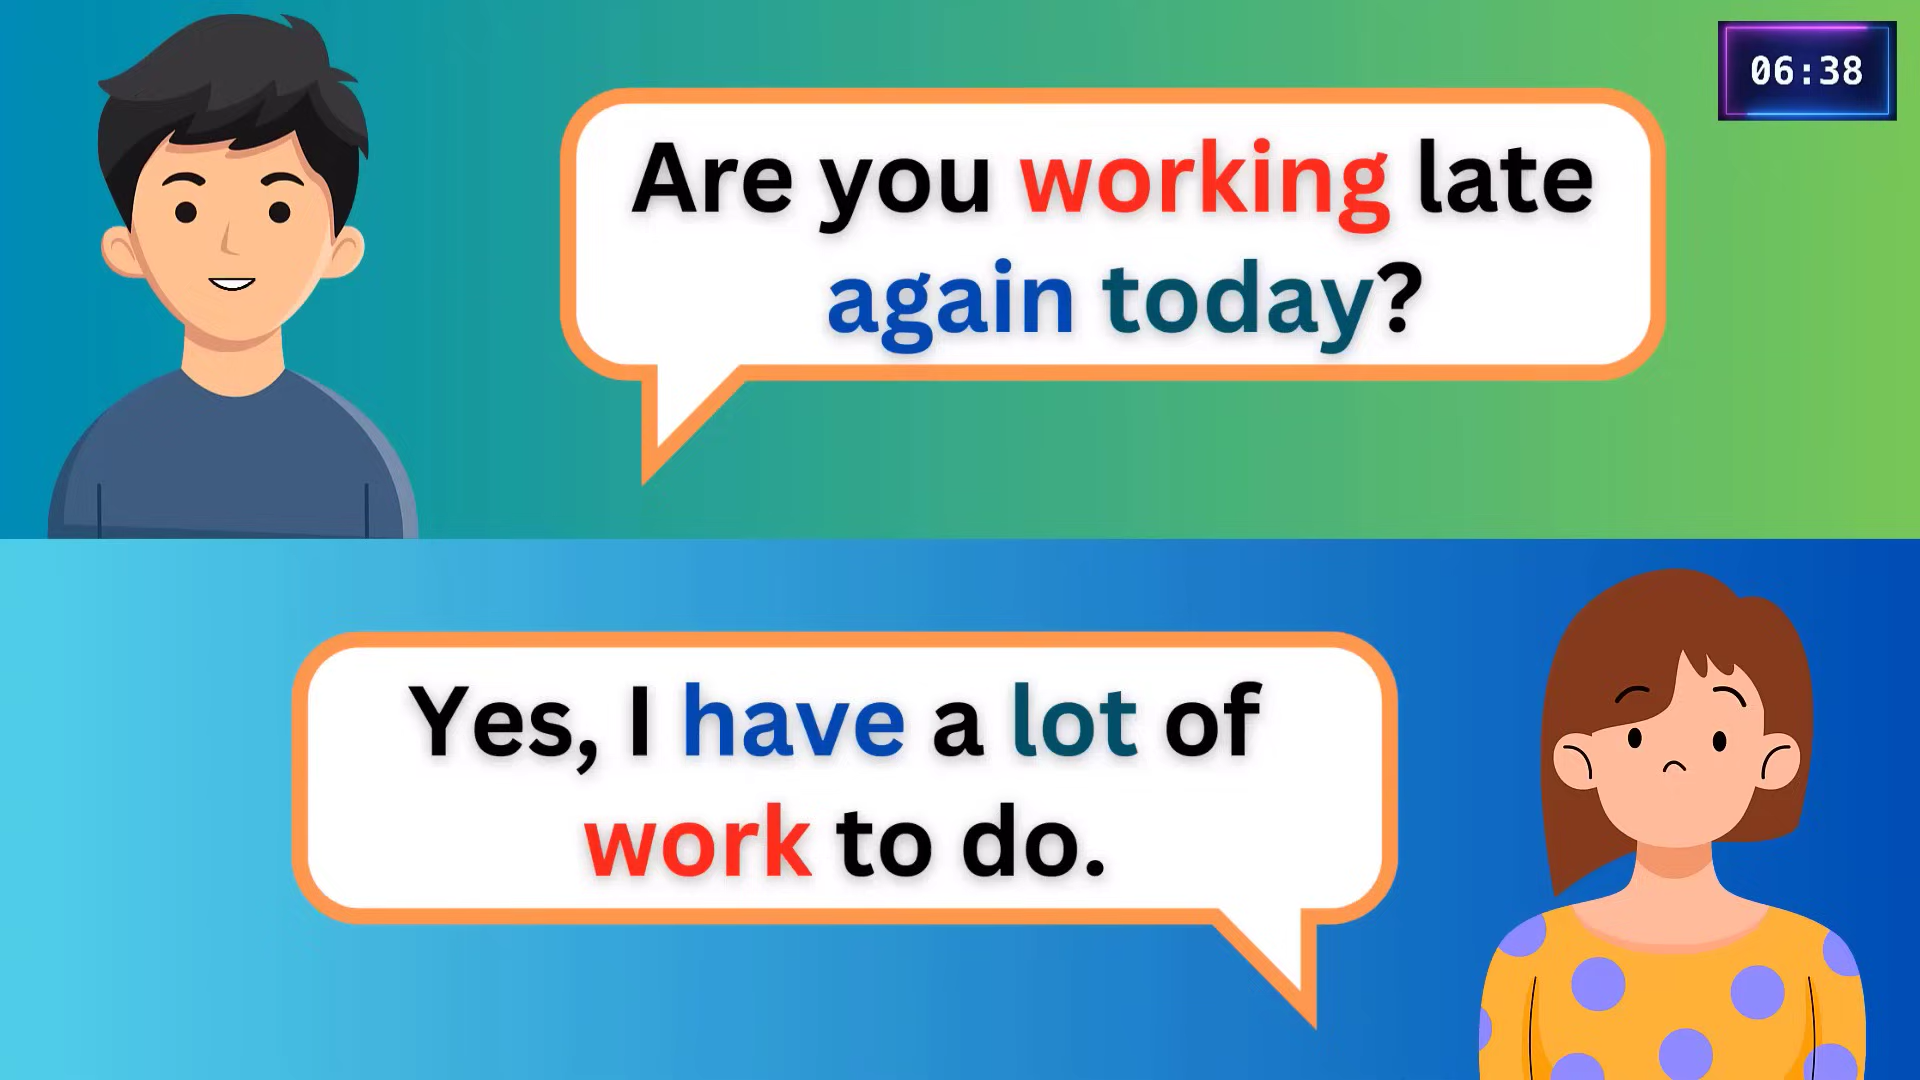 06:38
Are you working late
again today?
Yes, I have a lot of
work to do.